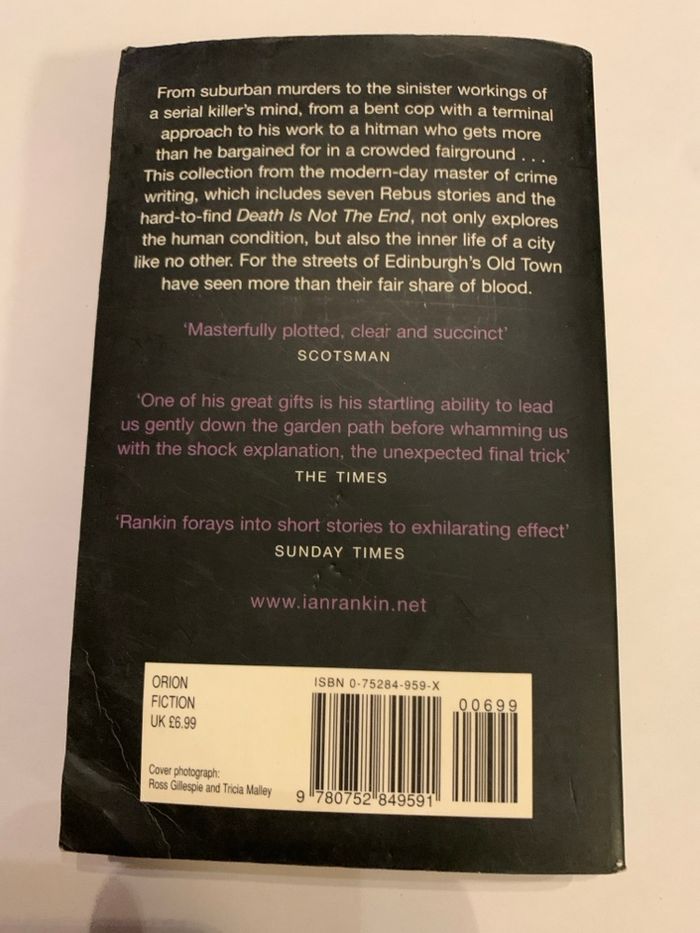 From suburban murders to the sinister workings of
a serial killer's mind, from a bent cop with a terminal
approach to his work to a hitman who gets more
than he bargained for in a crowded fairground . . .
This collection from the modern-day master of crime
writing, which includes seven Rebus stories and the
hard-to-find Death Is Not The End, not only explores
the human condition, but also the inner life of a city
like no other. For the streets of Edinburgh's Old Town
have seen more than their fair share of blood.
'Masterfully plotted, clear and succinct'
SCOTSMAN
'One of his great gifts is his startling ability to lead
us gently down the garden path before whamming us
with the shock explanation, the unexpected final trick'
THE TIMES
'Rankin forays into short stories to exhilarating effect'
SUNDAY TIMES
www.ianrankin.net
ORION
FICTION
UK £6.99
Cover photograph:
Ross Gillespie and Tricia Malley
ISBN 0-75284-959-X
00699
9 780752 849591